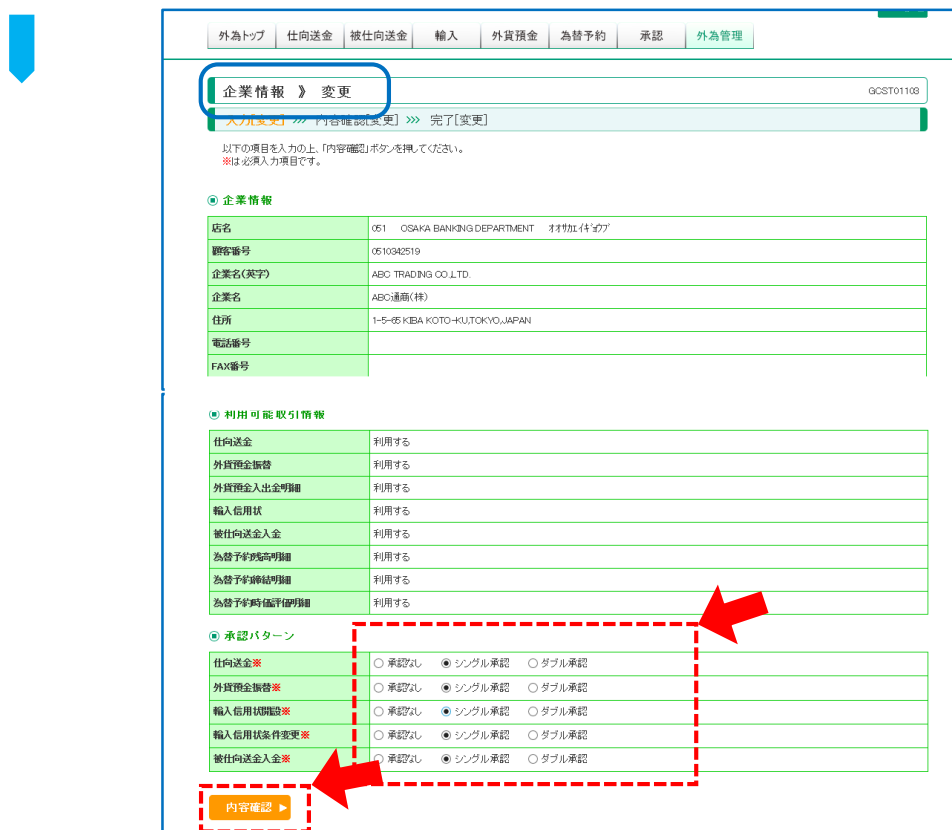 外為トップ 仕向送金 被仕向送金 輸入 外貨預金 為替予約 承認 外為管理
企業情報 》 変更 GCST01103
入力[変更] >>> 内容確認[変更] >>> 完了[変更]
以下の項目を入力の上、「内容確認」ボタンを押してください。
※は必須入力項目です。
企業情報
店名 051 OSAKA BANKING DEPARTMENT オオサカエイギョウブ
顧客番号 0510342519
企業名(英字) ABC TRADING CO.,LTD.
企業名 ABC通商(株)
住所 1-5-65 KIBA KOTO-KU,TOKYO,JAPAN
電話番号
FAX番号
利用可能取引情報
仕向送金 利用する
外貨預金振替 利用する
外貨預金入出金明細 利用する
輸入信用状 利用する
被仕向送金入金 利用する
為替予約残高明細 利用する
為替予約締結明細 利用する
為替予約時価評価明細 利用する
承認パターン
仕向送金※ 承認なし シングル承認 ダブル承認
外貨預金振替※ 承認なし シングル承認 ダブル承認
輸入信用状開設※ 承認なし シングル承認 ダブル承認
輸入信用状条件変更※ 承認なし シングル承認 ダブル承認
被仕向送金入金※ 承認なし シングル承認 ダブル承認
内容確認